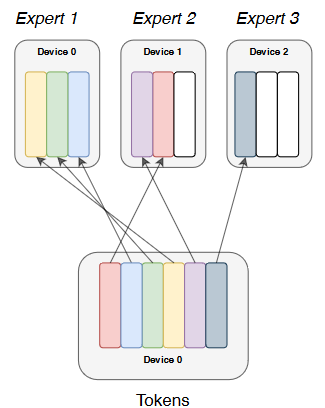 Expert 1 Expert 2 Expert 3
Device 0 Device 1 Device 2
Device 0
Tokens